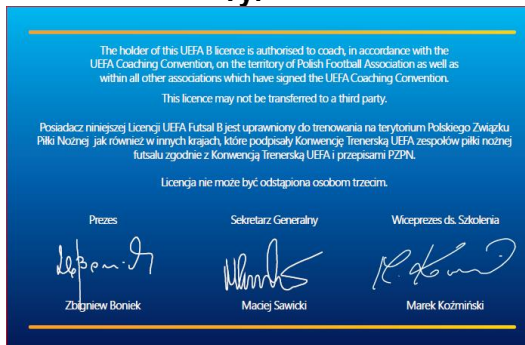 The holder of this UEFA B licence is authorised to coach, in accordance with the
UEFA Coaching Convention, on the territory of Polish Football Association as well as
within all other associations which have signed the UEFA Coaching Convention.
This licence may not be transferred to a third party.
Posiadacz niniejszej Licencji UEFA Futsal B jest uprawniony do trenowania na terytorium Polskiego Związku
Piłki Nożnej jak również w innych krajach, które podpisały Konwencję Trenerską UEFA zespołów piłki nożnej
futsalu zgodnie z Konwencją Trenerską UEFA i przepisami PZPN.
Licencja nie może być odstąpiona osobom trzecim.
Prezes Sekretarz Generalny Wiceprezes ds. Szkolenia
Zbigniew Boniek Maciej Sawicki Marek Koźmiński